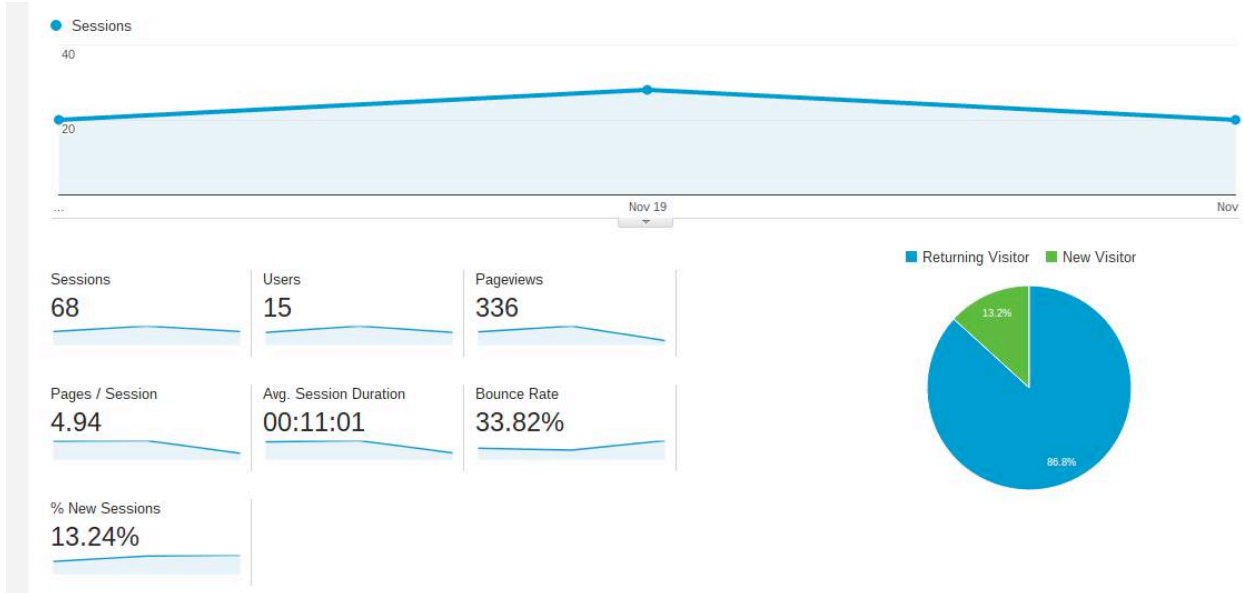 Sessions
40
20
... Nov 19 Nov
Returning Visitor New Visitor
Sessions Users Pageviews
68 15 336
13.2%
Pages / Session Avg. Session Duration Bounce Rate
4.94 00:11:01 33.82%
86.8%
% New Sessions
13.24%